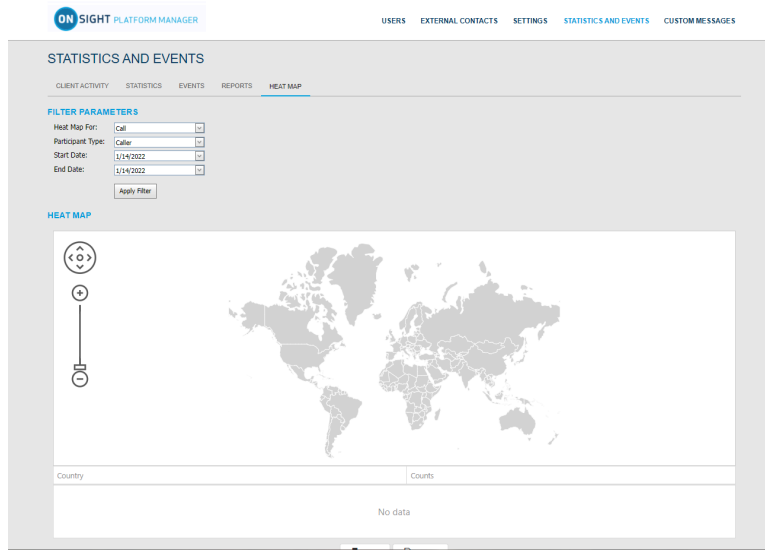 ONSIGHT PLATFORM MANAGER
USERS EXTERNAL CONTACTS SETTINGS STATISTICS AND EVENTS CUSTOM MESSAGES
STATISTICS AND EVENTS
CLIENT ACTIVITY STATISTICS EVENTS REPORTS HEAT MAP
FILTER PARAMETERS
Heat Map For: Call
Participant Type: Caller
Start Date: 1/14/2022
End Date: 1/14/2022
Apply Filter
HEAT MAP
Country Counts
No data